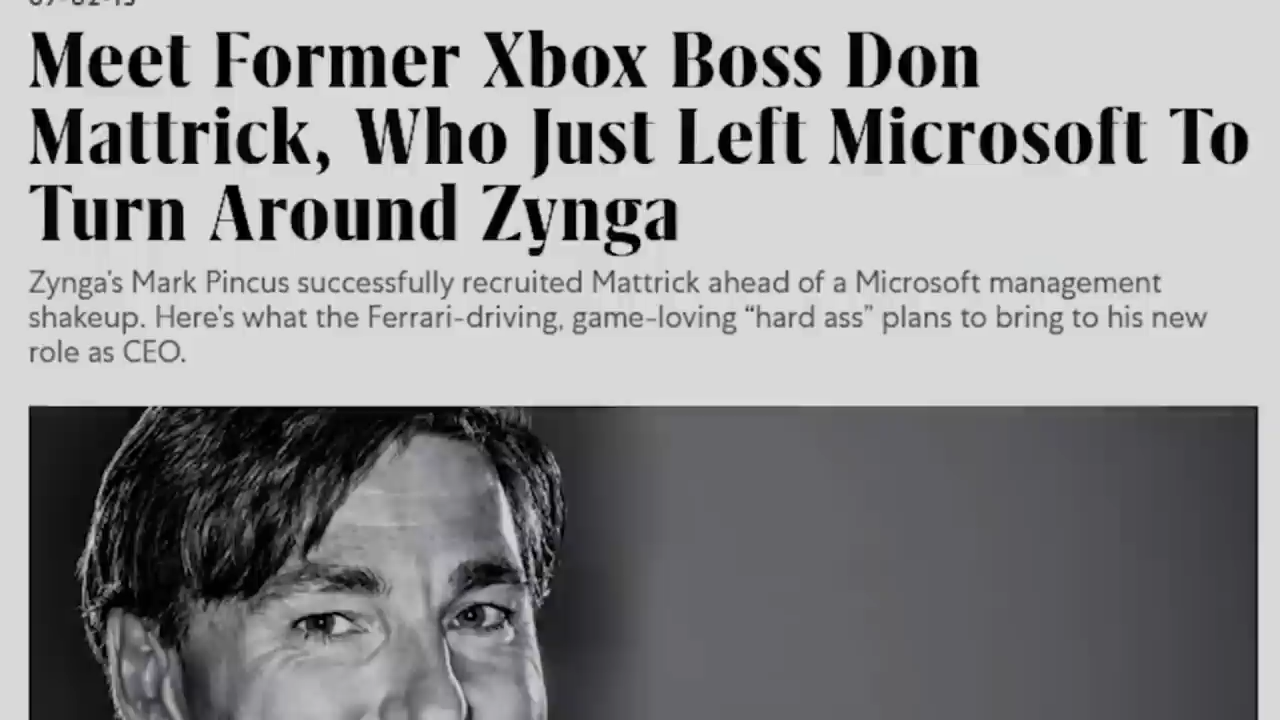 Meet Former Xbox Boss Don
Mattrick, Who Just Left Microsoft To
Turn Around Zynga
Zynga's Mark Pincus successfully recruited Mattrick ahead of a Microsoft management
shakeup. Here's what the Ferrari-driving, game-loving “hard ass” plans to bring to his new
role as CEO.